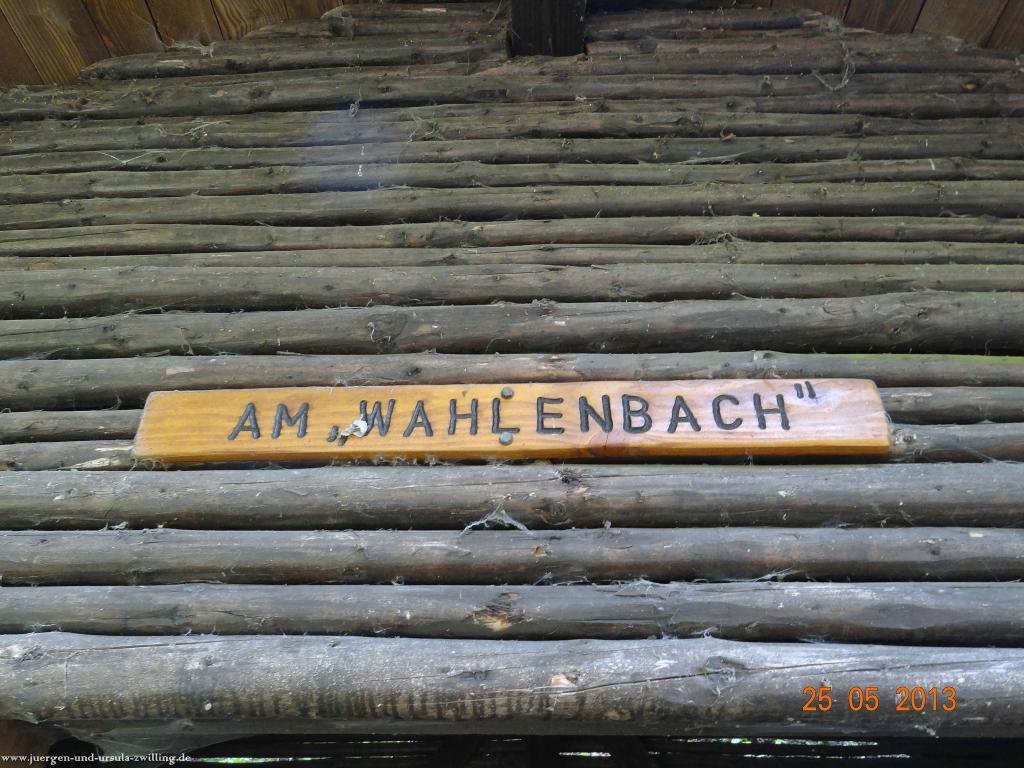 AM „WAHLENBACH"
25 05 2013
www.juergen-und-ursula-zwilling.de